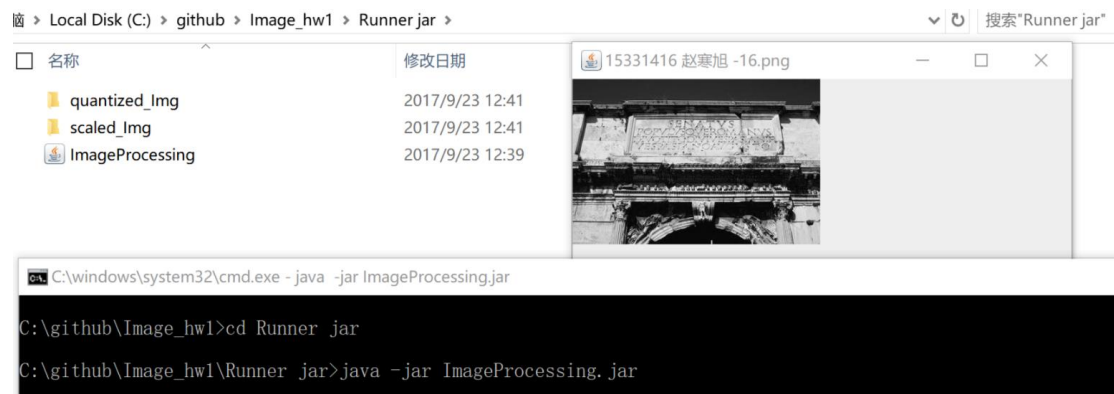 脑 > Local Disk (C:) > github > Image_hw1 > Runner jar >
搜索"Runner jar"
名称
修改日期
quantized_Img
2017/9/23 12:41
scaled_Img
2017/9/23 12:41
ImageProcessing
2017/9/23 12:39
15331416 赵寒旭 -16.png
SENATVS
C:\windows\system32\cmd.exe - java  -jar ImageProcessing.jar
C:\github\Image_hw1>cd Runner jar
C:\github\Image_hw1\Runner jar>java -jar ImageProcessing.jar